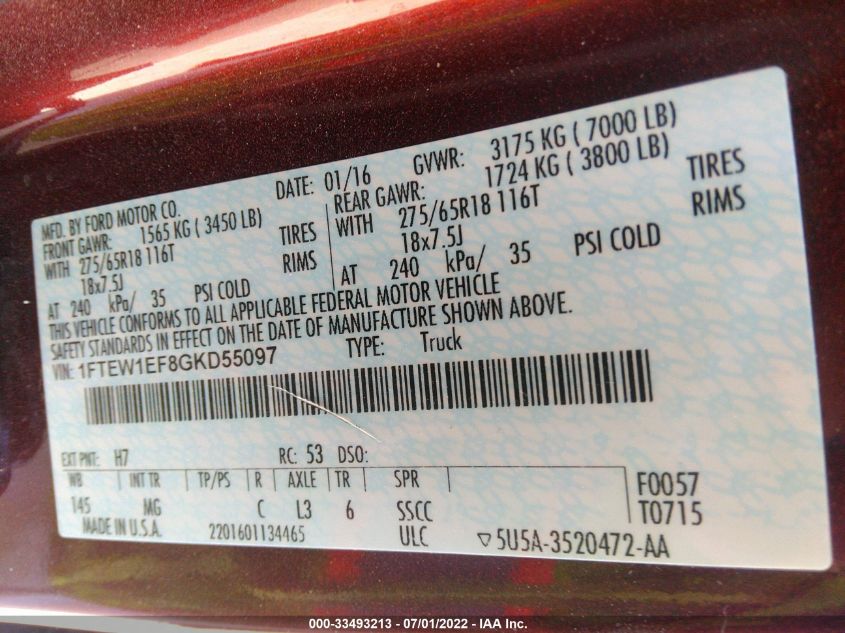 MFD. BY FORD MOTOR CO.
DATE: 01/16
GVWR: 3175 KG ( 7000 LB)
FRONT GAWR: 1565 KG ( 3450 LB)
REAR GAWR: 1724 KG ( 3800 LB)
WITH 275/65R18 116T TIRES
WITH 275/65R18 116T TIRES
18x7.5J RIMS
18x7.5J RIMS
AT 240 kPa/ 35 PSI COLD
AT 240 kPa/ 35 PSI COLD
THIS VEHICLE CONFORMS TO ALL APPLICABLE FEDERAL MOTOR VEHICLE
SAFETY STANDARDS IN EFFECT ON THE DATE OF MANUFACTURE SHOWN ABOVE.
VIN: 1FTEW1EF8GKD55097 TYPE: Truck
EXT PNT: H7 RC: 53 DSO:
WB INT TR TP/PS R AXLE TR SPR F0057
145 MG C L3 6 SSCC T0715
MADE IN U.S.A. 2201601134465 ULC ▽5U5A-3520472-AA
000-33493213 - 07/01/2022 - IAA Inc.